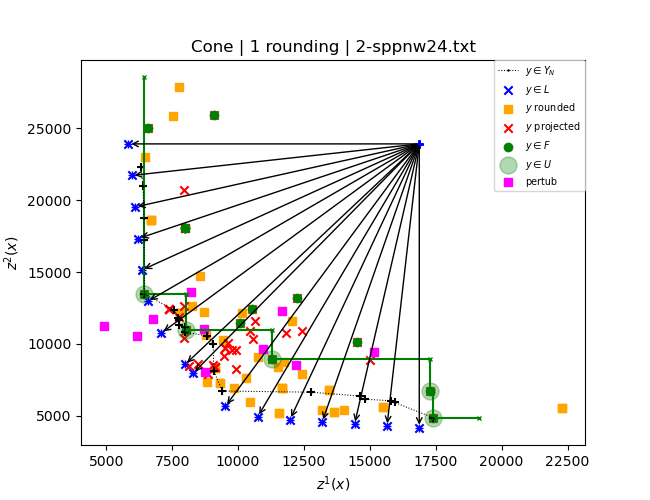 Cone | 1 rounding | 2-sppnw24.txt
z²(x)
25000
20000
15000
10000
5000
5000 7500 10000 12500 15000 17500 20000 22500
z¹(x)
y ∈ Y_N
y ∈ L
y rounded
y projected
y ∈ F
y ∈ U
pertub